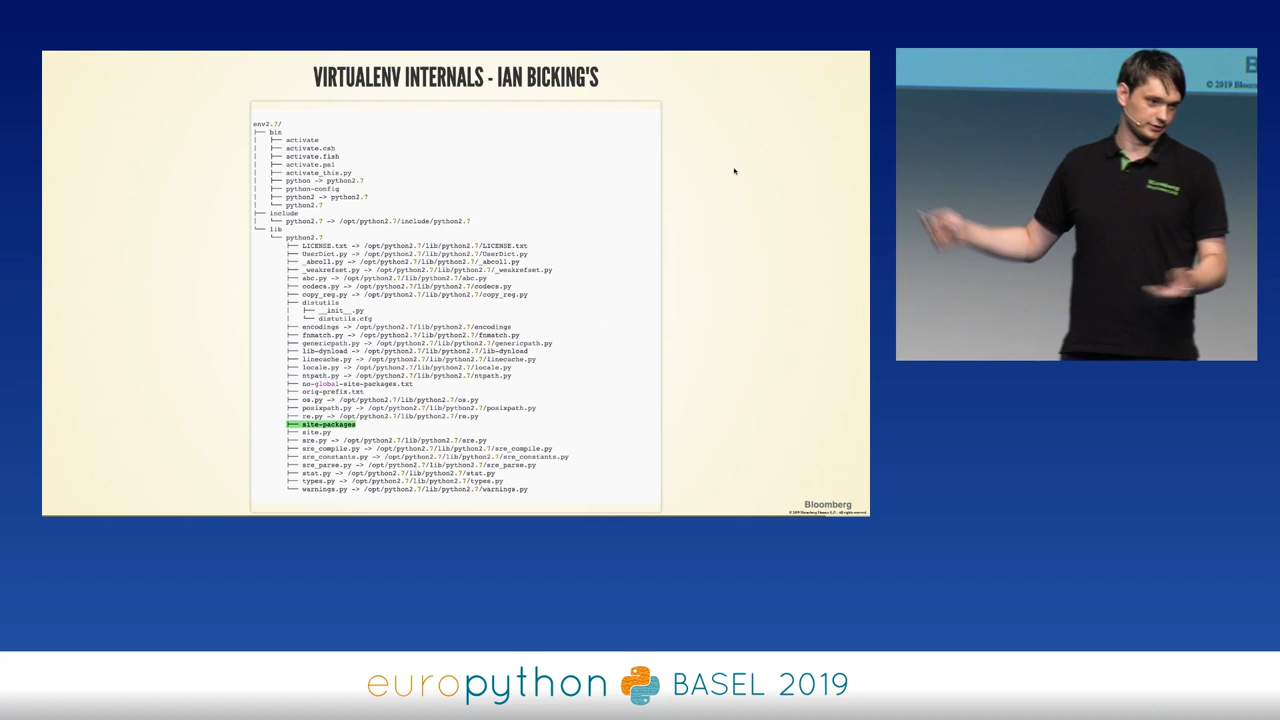 VIRTUALENV INTERNALS - IAN BICKING'S
env2.7/
├── bin
│   ├── activate
│   ├── activate.csh
│   ├── activate.fish
│   ├── activate.ps1
│   ├── activate_this.py
│   ├── python -> python2.7
│   ├── python-config
│   ├── python2 -> python2.7
│   └── python2.7
├── include
│   └── python2.7 -> /opt/python2.7/include/python2.7
└── lib
    └── python2.7
        ├── LICENSE.txt -> /opt/python2.7/lib/python2.7/LICENSE.txt
        ├── UserDict.py -> /opt/python2.7/lib/python2.7/UserDict.py
        ├── _abcoll.py -> /opt/python2.7/lib/python2.7/_abcoll.py
        ├── _weakrefset.py -> /opt/python2.7/lib/python2.7/_weakrefset.py
        ├── abc.py -> /opt/python2.7/lib/python2.7/abc.py
        ├── codecs.py -> /opt/python2.7/lib/python2.7/codecs.py
        ├── copy_reg.py -> /opt/python2.7/lib/python2.7/copy_reg.py
        ├── distutils
        │   ├── __init__.py
        │   └── distutils.cfg
        ├── encodings -> /opt/python2.7/lib/python2.7/encodings
        ├── fnmatch.py -> /opt/python2.7/lib/python2.7/fnmatch.py
        ├── genericpath.py -> /opt/python2.7/lib/python2.7/genericpath.py
        ├── lib-dynload -> /opt/python2.7/lib/python2.7/lib-dynload
        ├── linecache.py -> /opt/python2.7/lib/python2.7/linecache.py
        ├── locale.py -> /opt/python2.7/lib/python2.7/locale.py
        ├── ntpath.py -> /opt/python2.7/lib/python2.7/ntpath.py
        ├── no-global-site-packages.txt
        ├── orig-prefix.txt
        ├── os.py -> /opt/python2.7/lib/python2.7/os.py
        ├── posixpath.py -> /opt/python2.7/lib/python2.7/posixpath.py
        ├── re.py -> /opt/python2.7/lib/python2.7/re.py
        ├── site-packages
        ├── site.py
        ├── sre.py -> /opt/python2.7/lib/python2.7/sre.py
        ├── sre_compile.py -> /opt/python2.7/lib/python2.7/sre_compile.py
        ├── sre_constants.py -> /opt/python2.7/lib/python2.7/sre_constants.py
        ├── sre_parse.py -> /opt/python2.7/lib/python2.7/sre_parse.py
        ├── stat.py -> /opt/python2.7/lib/python2.7/stat.py
        ├── types.py -> /opt/python2.7/lib/python2.7/types.py
        └── warnings.py -> /opt/python2.7/lib/python2.7/warnings.py
Bloomberg
© 2019 Bloomberg Finance L.P. All rights reserved.
© 2019
europython BASEL 2019